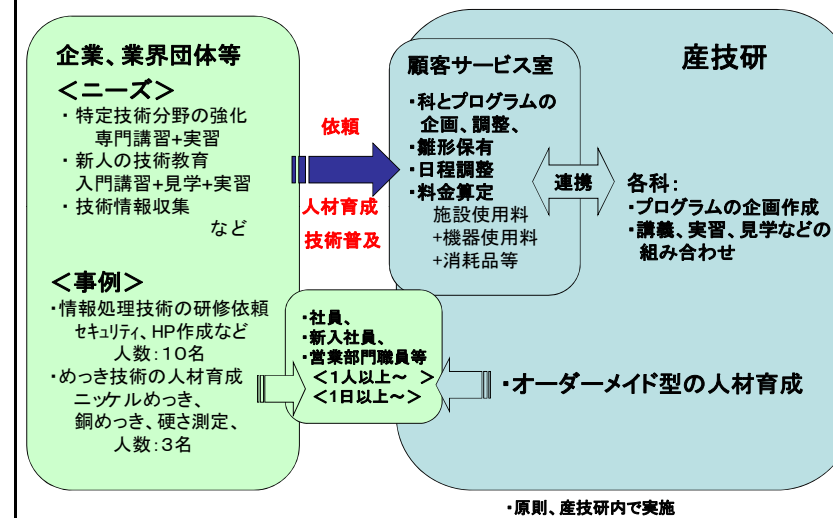 企業、業界団体等
＜ニーズ＞
・特定技術分野の強化
専門講習+実習
・新人の技術教育
入門講習+見学+実習
・技術情報収集
など
＜事例＞
・情報処理技術の研修依頼
セキュリティ、HP作成など
人数：１０名
・めっき技術の人材育成
ニッケルめっき、
銅めっき、硬さ測定、
人数：３名
依頼
人材育成
技術普及
・社員、
・新入社員、
・営業部門職員等
＜１人以上～　＞
＜１日以上～＞
顧客サービス室
・科とプログラムの
企画、調整、
・雛形保有
・日程調整
・料金算定
施設使用料
+機器使用料
+消耗品等
連携
産技研
各科：
・プログラムの企画作成
・講義、実習、見学などの
組み合わせ
・オーダーメイド型の人材育成
・原則、産技研内で実施